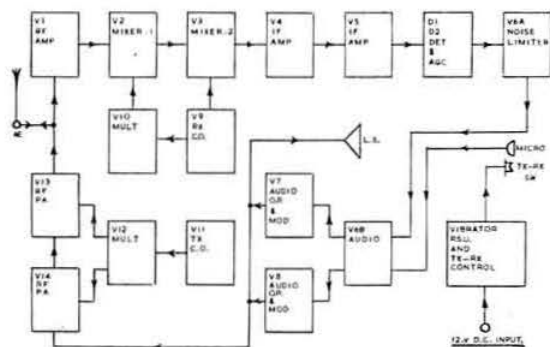 V1
RF
AMP
V2
MIXER.1
V3
MIXER.2
V4
IF
AMP
V5
IF
AMP
D1
D2
DET
&
AGC
V6A
NOISE
LIMITER
V10
MULT
V9
RX
C.O.
L.S.
MICRO
TX-RX
SW
V13
RF
PA
V12
MULT
V11
TX
C.O.
V7
AUDIO
O.P.
&
MOD
V6B
AUDIO
VIBRATOR
P.S.U.
AND
TX-RX
CONTROL
V14
RF
PA
V8
AUDIO
O.P.
&
MOD
12.V D.C. INPUT.